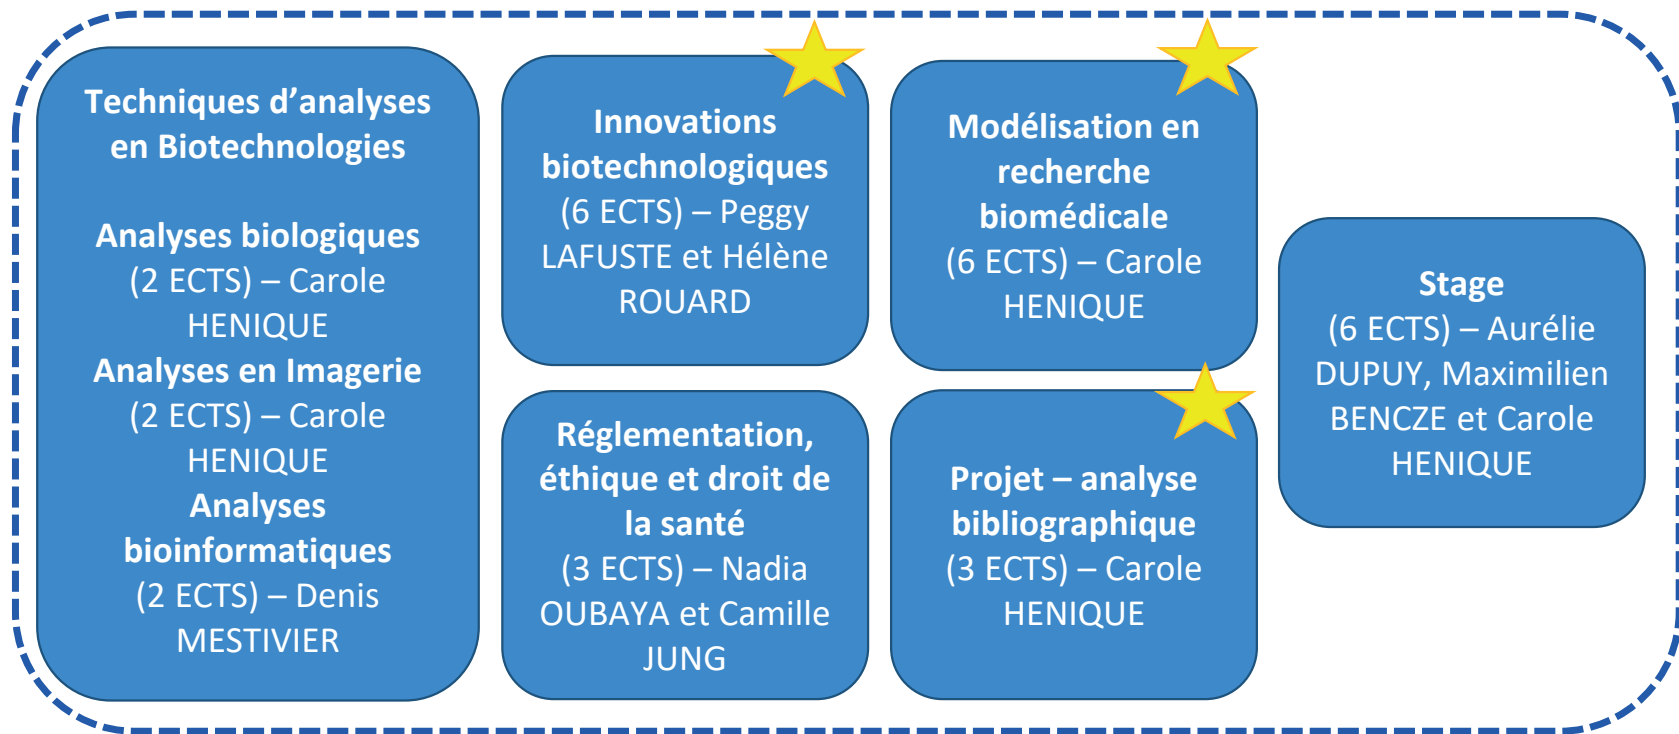 Techniques d’analyses
en Biotechnologies
Analyses biologiques
(2 ECTS) – Carole
HENIQUE
Analyses en Imagerie
(2 ECTS) – Carole
HENIQUE
Analyses
bioinformatiques
(2 ECTS) – Denis
MESTIVIER
Innovations
biotechnologiques
(6 ECTS) – Peggy
LAFUSTE et Hélène
ROUARD
Réglementation,
éthique et droit de
la santé
(3 ECTS) – Nadia
OUBAYA et Camille
JUNG
Modélisation en
recherche
biomédicale
(6 ECTS) – Carole
HENIQUE
Projet – analyse
bibliographique
(3 ECTS) – Carole
HENIQUE
Stage
(6 ECTS) – Aurélie
DUPUY, Maximilien
BENCZE et Carole
HENIQUE